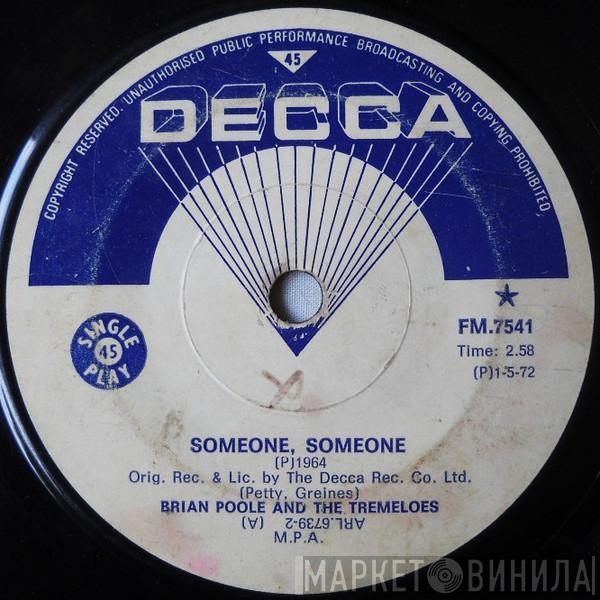 COPYRIGHT RESERVED. UNAUTHORISED PUBLIC PERFORMANCE BROADCASTING AND COPYING PROHIBITED.
45
DECCA
SINGLE
45
PLAY
FM.7541
Time: 2.58
(P)1-5-72
SOMEONE, SOMEONE
(P)1964
Orig. Rec. & Lic. by The Decca Rec. Co. Ltd.
(Petty, Greines)
BRIAN POOLE AND THE TREMELOES
ARL.6739-2 (A)
M.P.A.
МАРКЕТ ВИНИЛА